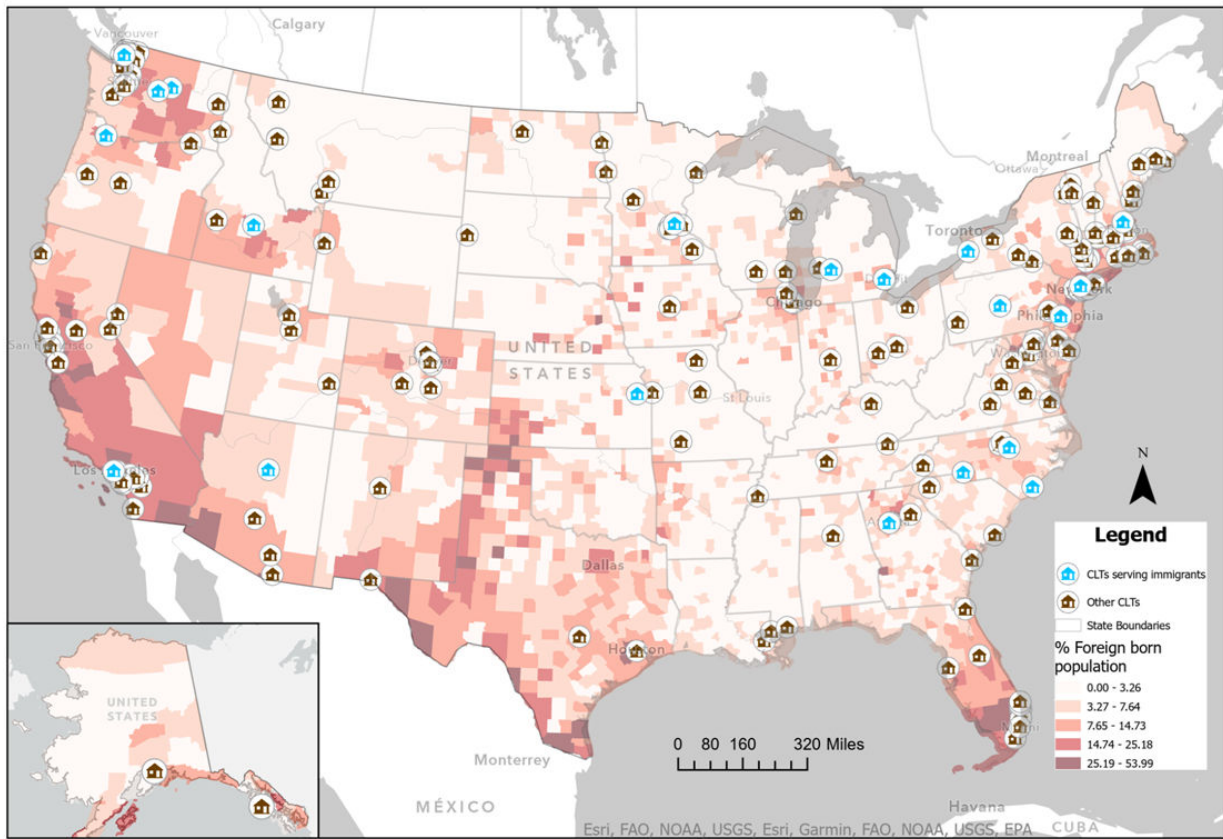 Vancouver
Calgary
Montreal
Ottawa
Toronto
New York
Philadelphia
Chicago
UNITED
STATES
San Francisco
Denver
St Louis
Washington
Los Angeles
Atlanta
Dallas
Houston
Miami
Monterrey
MÉXICO
Havana
CUBA
UNITED
STATES
N
0 80 160 320 Miles
Legend
CLTs serving immigrants
Other CLTs
State Boundaries
% Foreign born
population
0.00 - 3.26
3.27 - 7.64
7.65 - 14.73
14.74 - 25.18
25.19 - 53.99
Esri, FAO, NOAA, USGS, Esri, Garmin, FAO, NOAA, USGS, EPA